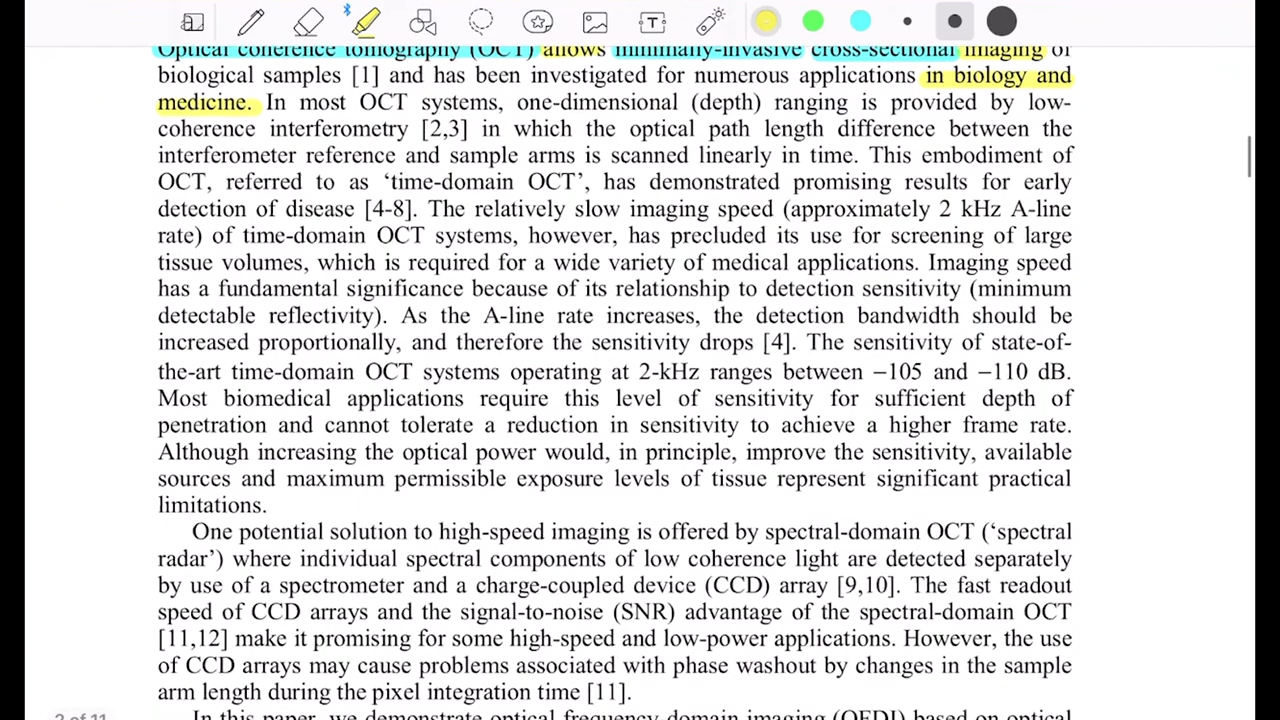 Optical coherence tomography (OCT) allows minimally-invasive cross-sectional imaging of
biological samples [1] and has been investigated for numerous applications in biology and
medicine. In most OCT systems, one-dimensional (depth) ranging is provided by low-
coherence interferometry [2,3] in which the optical path length difference between the
interferometer reference and sample arms is scanned linearly in time. This embodiment of
OCT, referred to as ‘time-domain OCT’, has demonstrated promising results for early
detection of disease [4-8]. The relatively slow imaging speed (approximately 2 kHz A-line
rate) of time-domain OCT systems, however, has precluded its use for screening of large
tissue volumes, which is required for a wide variety of medical applications. Imaging speed
has a fundamental significance because of its relationship to detection sensitivity (minimum
detectable reflectivity). As the A-line rate increases, the detection bandwidth should be
increased proportionally, and therefore the sensitivity drops [4]. The sensitivity of state-of-
the-art time-domain OCT systems operating at 2-kHz ranges between −105 and −110 dB.
Most biomedical applications require this level of sensitivity for sufficient depth of
penetration and cannot tolerate a reduction in sensitivity to achieve a higher frame rate.
Although increasing the optical power would, in principle, improve the sensitivity, available
sources and maximum permissible exposure levels of tissue represent significant practical
limitations.
One potential solution to high-speed imaging is offered by spectral-domain OCT (‘spectral
radar’) where individual spectral components of low coherence light are detected separately
by use of a spectrometer and a charge-coupled device (CCD) array [9,10]. The fast readout
speed of CCD arrays and the signal-to-noise (SNR) advantage of the spectral-domain OCT
[11,12] make it promising for some high-speed and low-power applications. However, the use
of CCD arrays may cause problems associated with phase washout by changes in the sample
arm length during the pixel integration time [11].
In this paper, we demonstrate optical frequency domain imaging (OFDI) based on optical
2 of 11